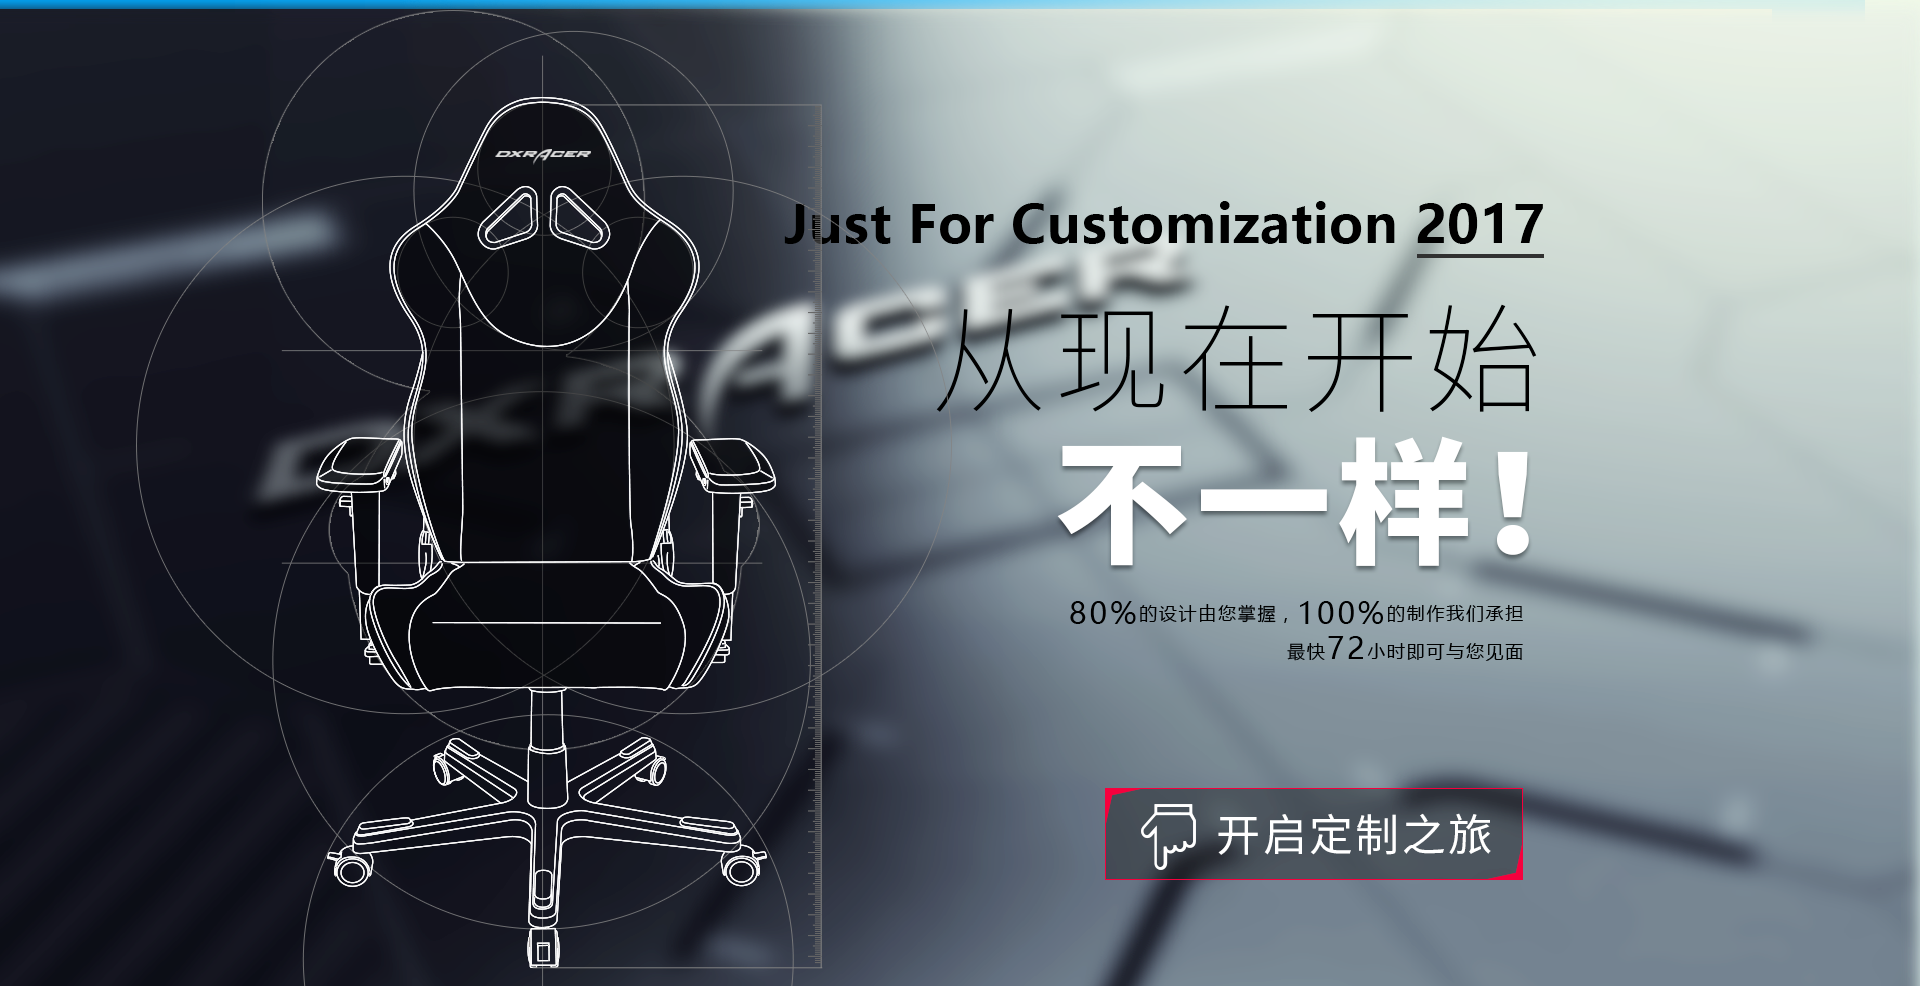 DXRACER
Just For Customization 2017
DXRACER
从现在开始
不一样!
80%的设计由您掌握，100%的制作我们承担
最快72小时即可与您见面
开启定制之旅